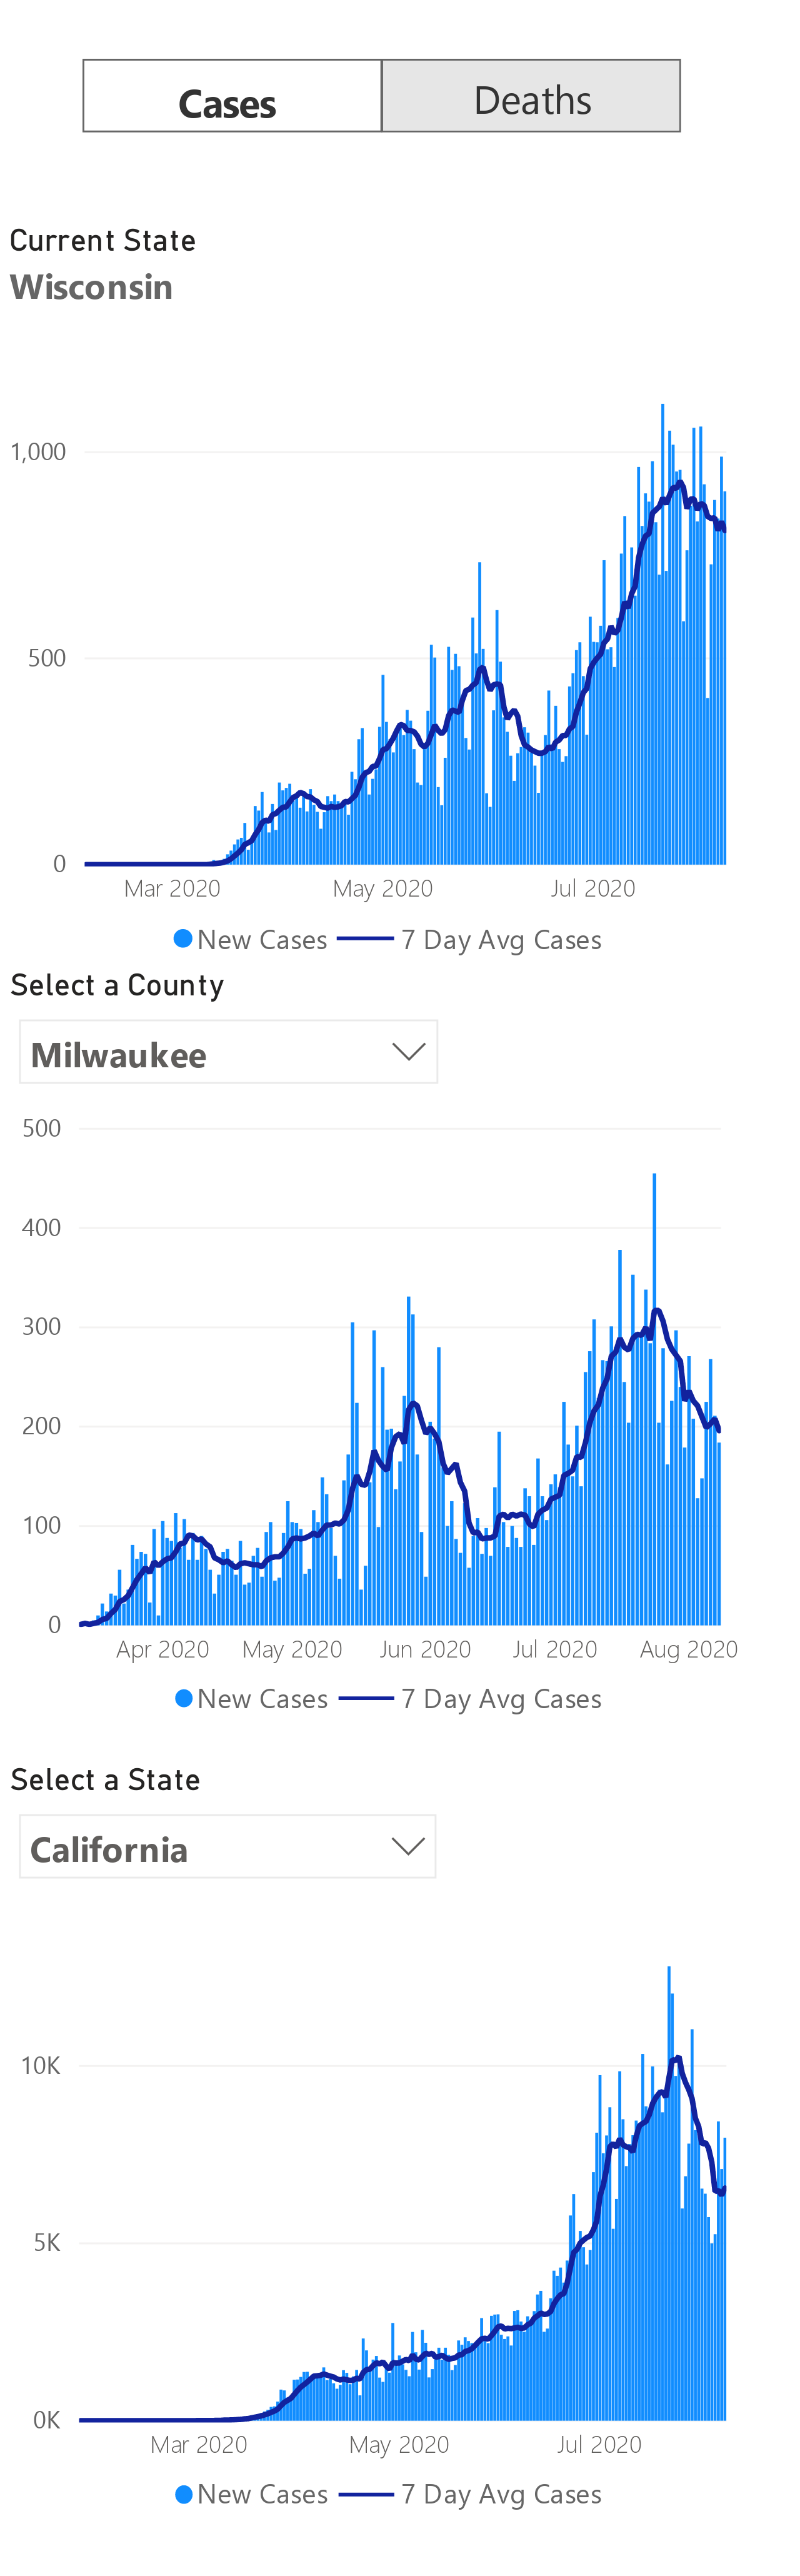 Cases Deaths
Current State
Wisconsin
1,000
500
0
Mar 2020 May 2020 Jul 2020
New Cases 7 Day Avg Cases
Select a County
Milwaukee
500
400
300
200
100
0
Apr 2020 May 2020 Jun 2020 Jul 2020 Aug 2020
New Cases 7 Day Avg Cases
Select a State
California
10K
5K
0K
Mar 2020 May 2020 Jul 2020
New Cases 7 Day Avg Cases